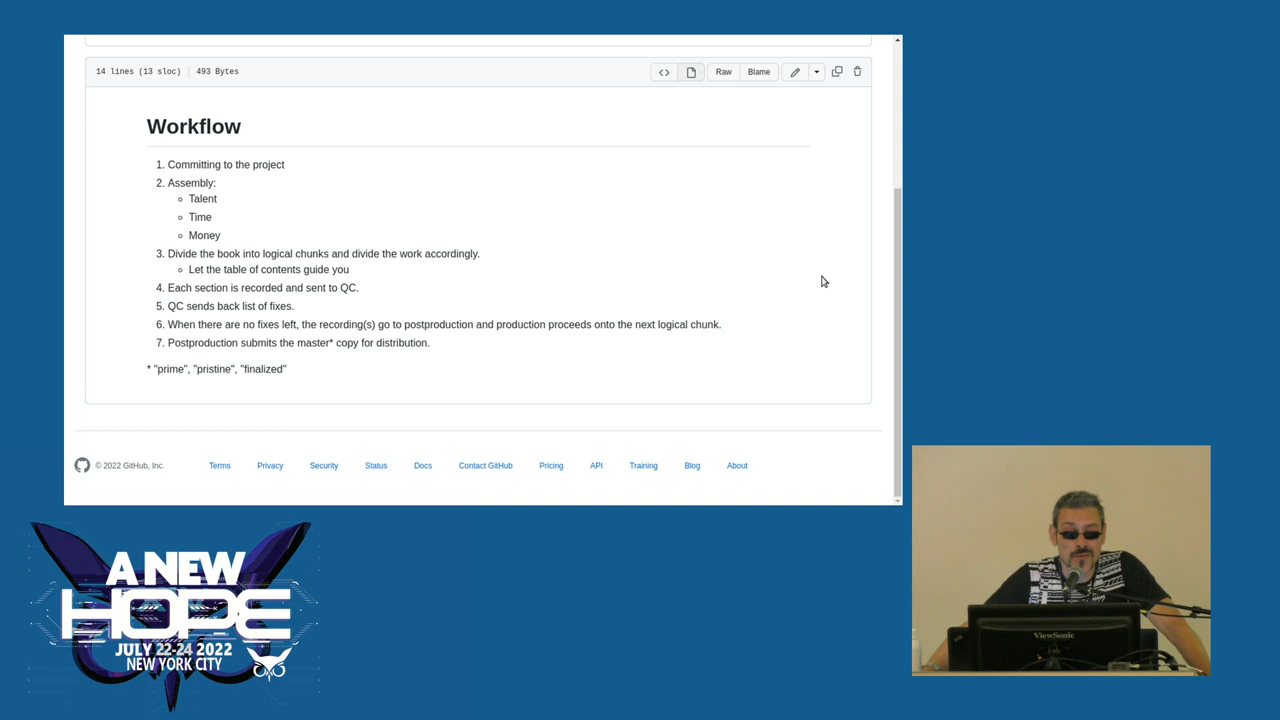 14 lines (13 sloc) 493 Bytes
Raw Blame
Workflow
1. Committing to the project
2. Assembly:
Talent
Time
Money
3. Divide the book into logical chunks and divide the work accordingly.
Let the table of contents guide you
4. Each section is recorded and sent to QC.
5. QC sends back list of fixes.
6. When there are no fixes left, the recording(s) go to postproduction and production proceeds onto the next logical chunk.
7. Postproduction submits the master* copy for distribution.
* "prime", "pristine", "finalized"
© 2022 GitHub, Inc. Terms Privacy Security Status Docs Contact GitHub Pricing API Training Blog About
A NEW
HOPE
JULY 22-24 2022
NEW YORK CITY
ViewSonic